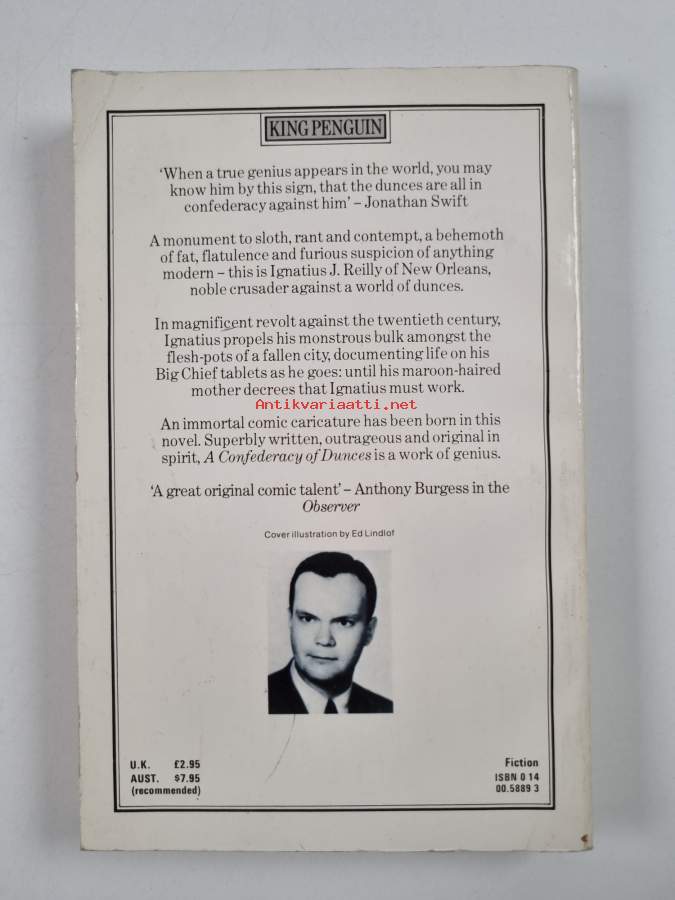 KING PENGUIN
‘When a true genius appears in the world, you may
know him by this sign, that the dunces are all in
confederacy against him’ – Jonathan Swift
A monument to sloth, rant and contempt, a behemoth
of fat, flatulence and furious suspicion of anything
modern – this is Ignatius J. Reilly of New Orleans,
noble crusader against a world of dunces.
In magnificent revolt against the twentieth century,
Ignatius propels his monstrous bulk amongst the
flesh-pots of a fallen city, documenting life on his
Big Chief tablets as he goes: until his maroon-haired
mother decrees that Ignatius must work.
Antikvariaatti.net
An immortal comic caricature has been born in this
novel. Superbly written, outrageous and original in
spirit, A Confederacy of Dunces is a work of genius.
‘A great original comic talent’ – Anthony Burgess in the
Observer
Cover illustration by Ed Lindlof
U.K. £2.95
AUST. $7.95
(recommended)
Fiction
ISBN 0 14
00.5889 3